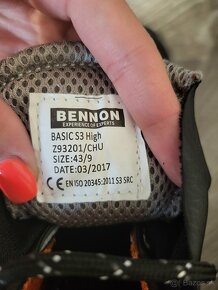 BENNON
EXPERIENCE OF EXPERTS
BASIC S3 High
Z93201/CHU
SIZE:43/9
DATE:03/2017
CE EN ISO 20345:2011 S3 SRC